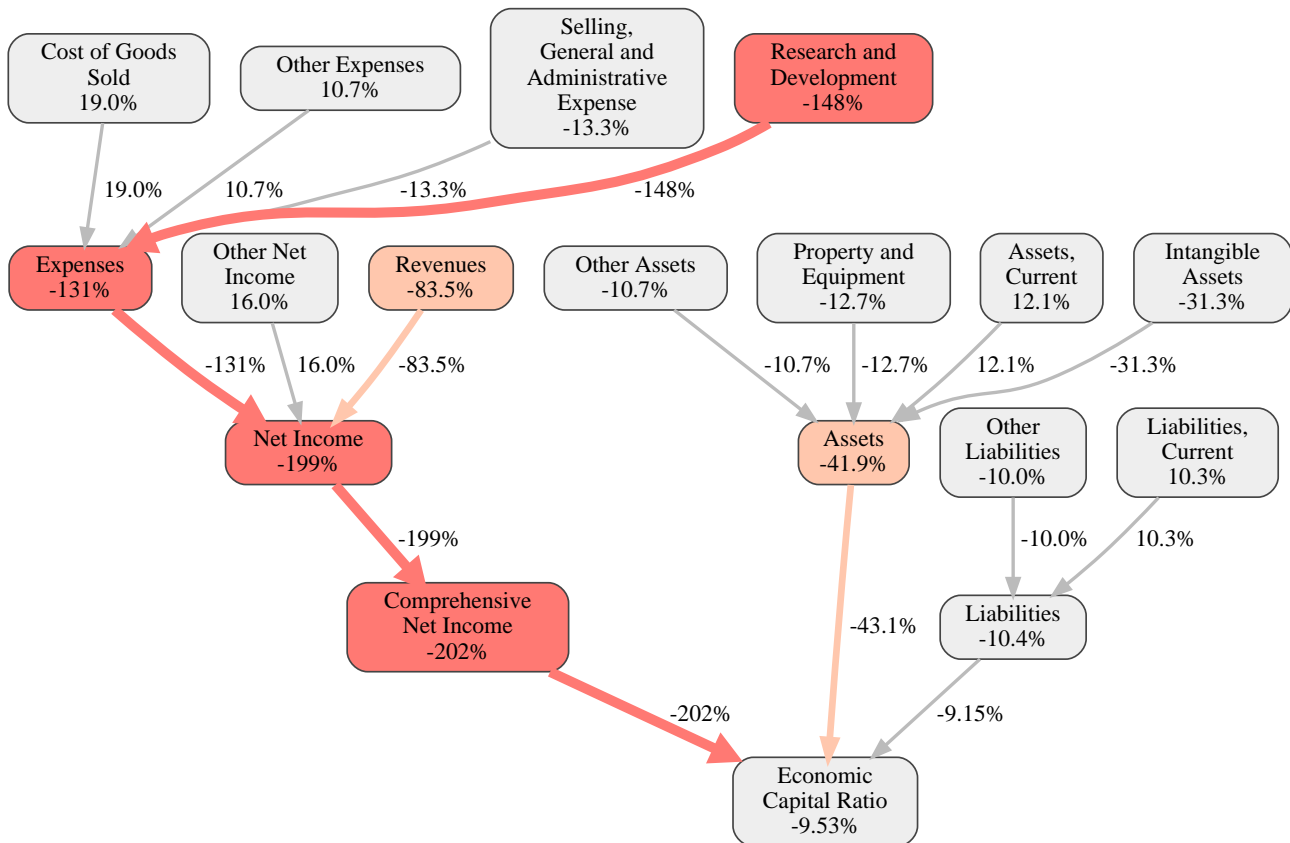 Cost of Goods
Sold
19.0%
Other Expenses
10.7%
Selling,
General and
Administrative
Expense
-13.3%
Research and
Development
-148%
19.0%
10.7%
-13.3%
-148%
Expenses
-131%
Other Net
Income
16.0%
Revenues
-83.5%
Other Assets
-10.7%
Property and
Equipment
-12.7%
Assets,
Current
12.1%
Intangible
Assets
-31.3%
-131%
16.0%
-83.5%
-10.7%
-12.7%
12.1%
-31.3%
Net Income
-199%
Assets
-41.9%
Other
Liabilities
-10.0%
Liabilities,
Current
10.3%
-199%
-10.0%
10.3%
Comprehensive
Net Income
-202%
-43.1%
Liabilities
-10.4%
-202%
-9.15%
Economic
Capital Ratio
-9.53%